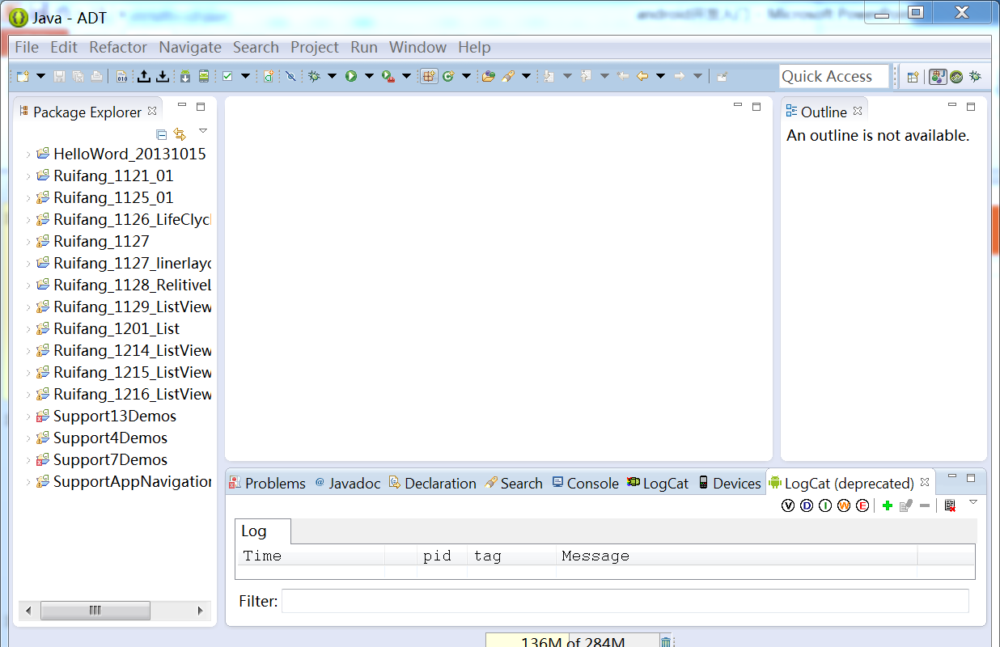 Java - ADT
File Edit Refactor Navigate Search Project Run Window Help
Quick Access
Package Explorer
HelloWord_20131015
Ruifang_1121_01
Ruifang_1125_01
Ruifang_1126_LifeClycl
Ruifang_1127
Ruifang_1127_linerlayo
Ruifang_1128_RelitiveL
Ruifang_1129_ListView
Ruifang_1201_List
Ruifang_1214_ListView
Ruifang_1215_ListView
Ruifang_1216_ListView
Support13Demos
Support4Demos
Support7Demos
SupportAppNavigation
Outline
An outline is not available.
Problems @ Javadoc Declaration Search Console LogCat Devices LogCat (deprecated)
V D I W E
Log
Time pid tag Message
Filter:
136M of 284M